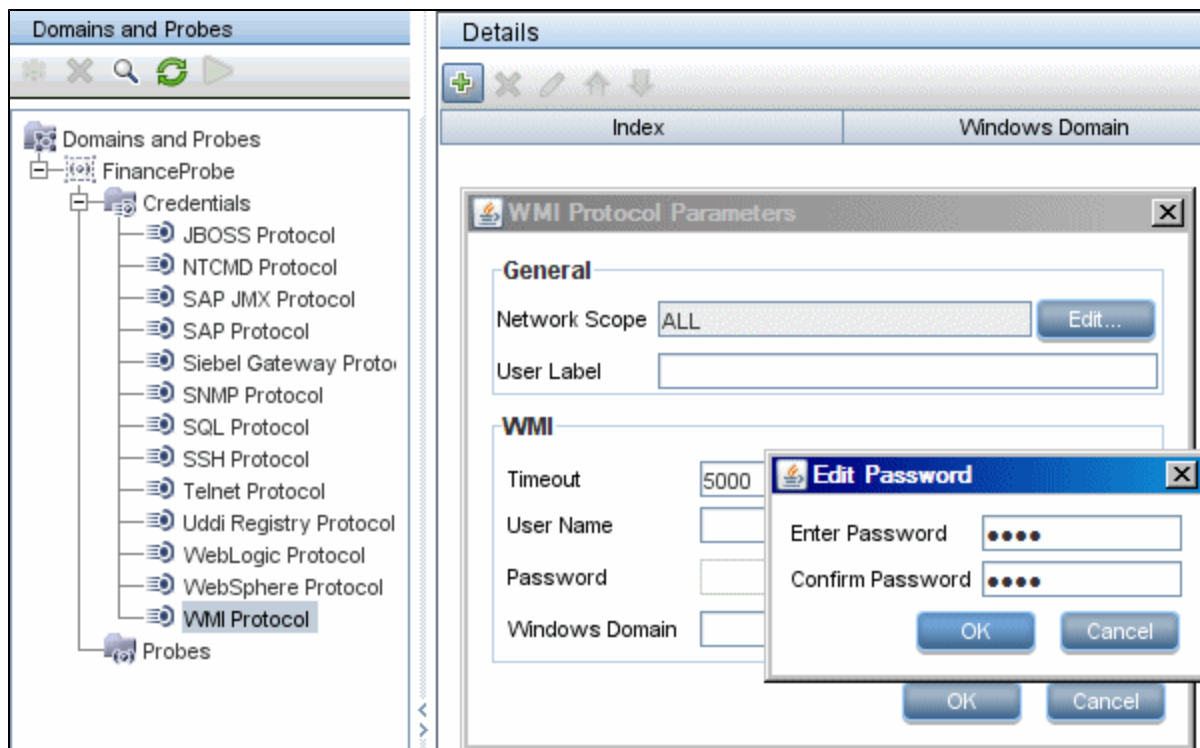 Domains and Probes
Domains and Probes
FinanceProbe
Credentials
JBOSS Protocol
NTCMD Protocol
SAP JMX Protocol
SAP Protocol
Siebel Gateway Proto
SNMP Protocol
SQL Protocol
SSH Protocol
Telnet Protocol
Uddi Registry Protocol
WebLogic Protocol
WebSphere Protocol
WMI Protocol
Probes
Details
Index Windows Domain
WMI Protocol Parameters
General
Network Scope ALL Edit...
User Label
WMI
Timeout 5000
User Name
Password
Windows Domain
OK Cancel
Edit Password
Enter Password ••••
Confirm Password ••••
OK Cancel